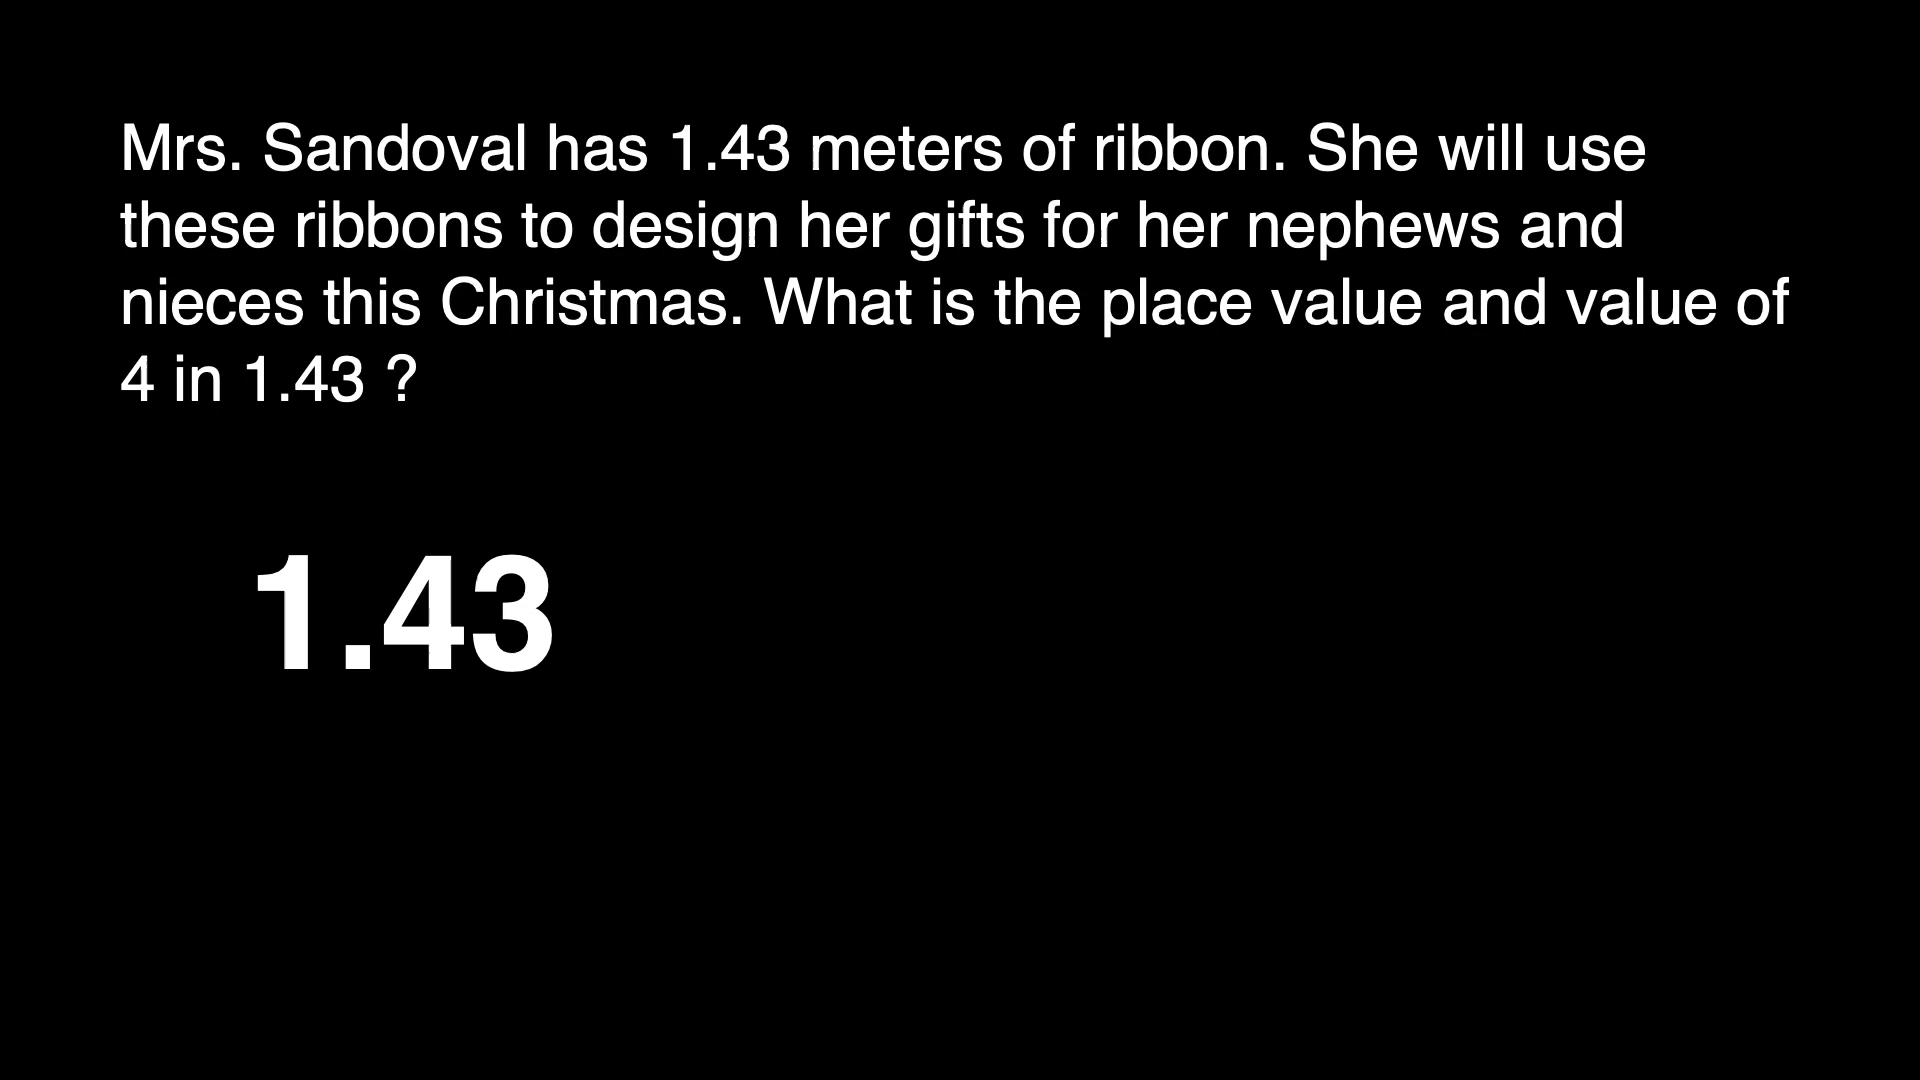 Mrs. Sandoval has 1.43 meters of ribbon. She will use
these ribbons to design her gifts for her nephews and
nieces this Christmas. What is the place value and value of
4 in 1.43 ?
1.43